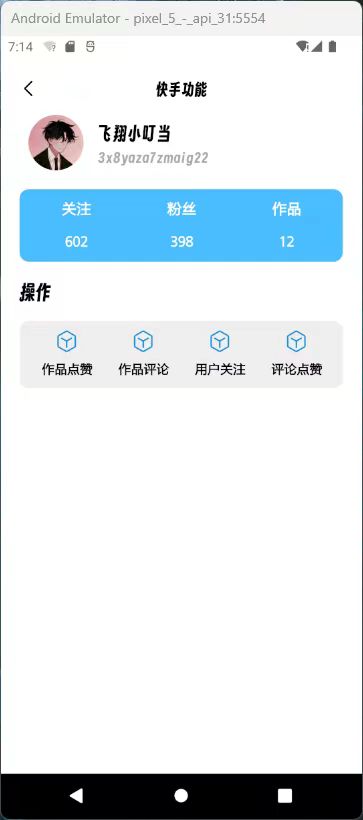 Android Emulator - pixel_5_-_api_31:5554
7:14
快手功能
飞翔小叮当
3x8yaza7zmaig22
关注 粉丝 作品
602 398 12
操作
作品点赞 作品评论 用户关注 评论点赞